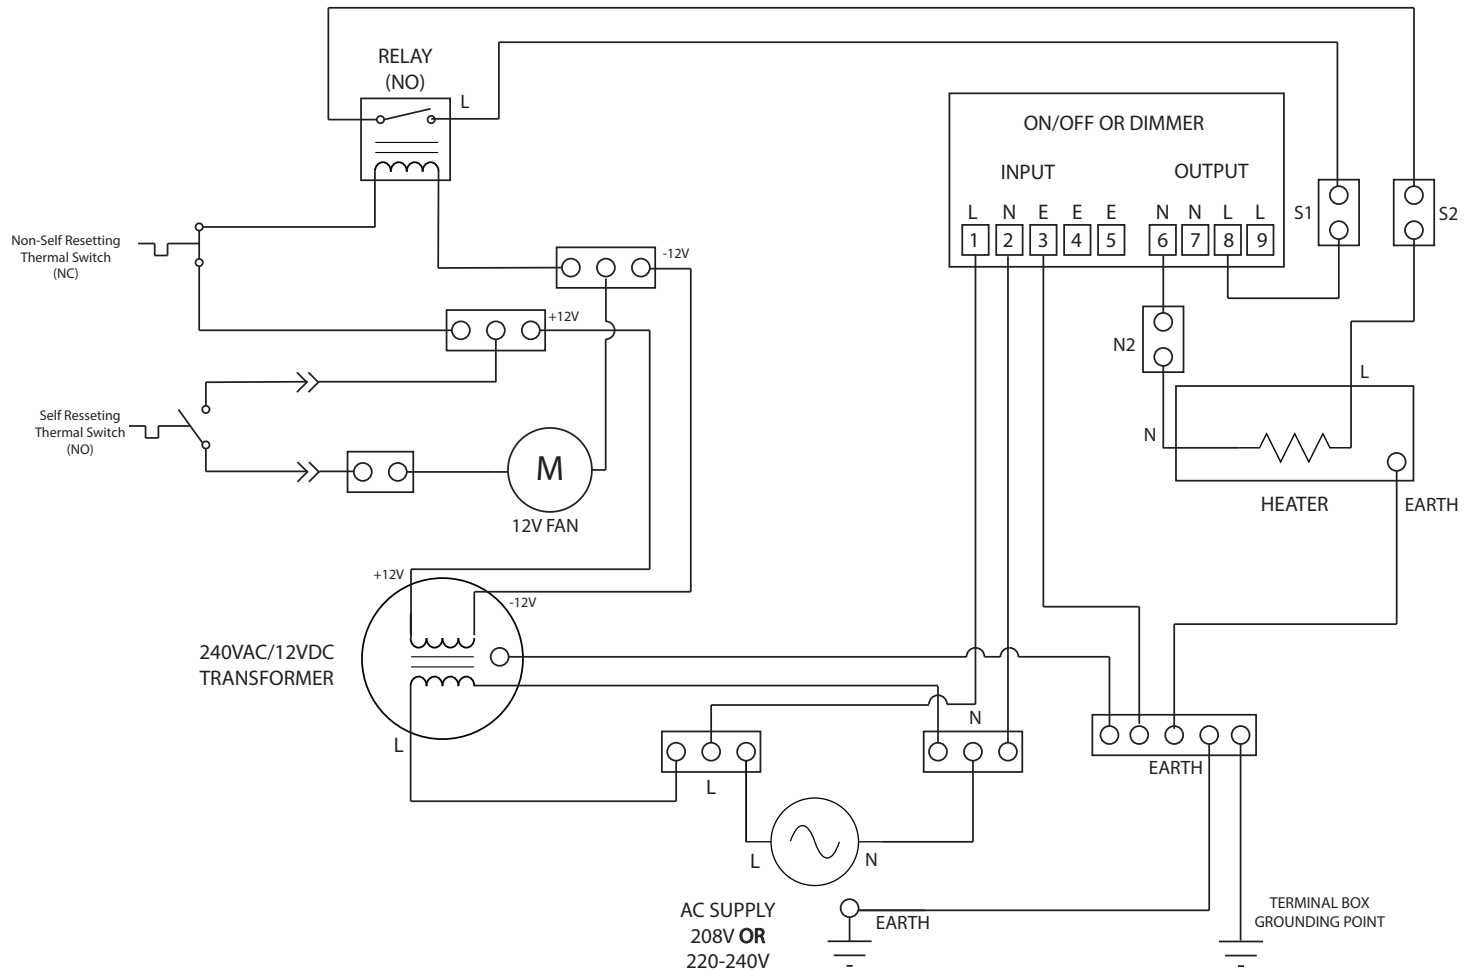 RELAY
(NO)
L
ON/OFF OR DIMMER
INPUT
OUTPUT
L N E E E N N L L
1 2 3 4 5 6 7 8 9
S1
S2
Non-Self Resetting
Thermal Switch
(NC)
-12V
+12V
N2
L
N
Self Resseting
Thermal Switch
(NO)
M
12V FAN
HEATER
EARTH
+12V
-12V
240VAC/12VDC
TRANSFORMER
L
N
L
EARTH
L
N
AC SUPPLY
208V OR
220-240V
EARTH
TERMINAL BOX
GROUNDING POINT